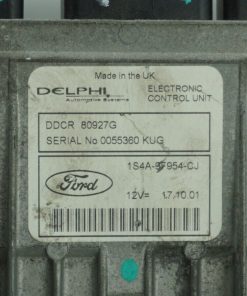 Made in the UK
DELPHI
Automotive Systems
ELECTRONIC
CONTROL UNIT
DDCR 80927G
SERIAL No 0055360 KUG
Ford
1S4A-9F954-CJ
12V= 17.10.01